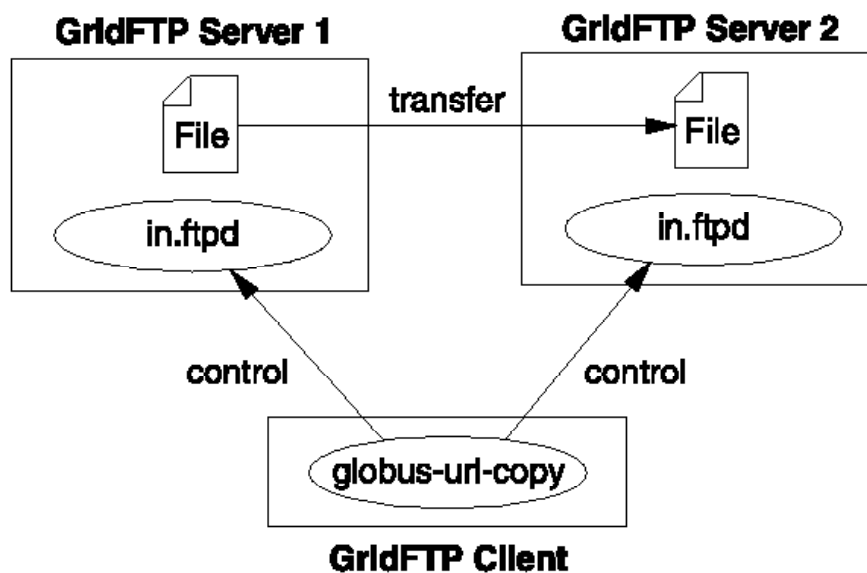 GridFTP Server 1
GridFTP Server 2
transfer
File
File
in.ftpd
in.ftpd
control
control
globus-url-copy
GridFTP Client